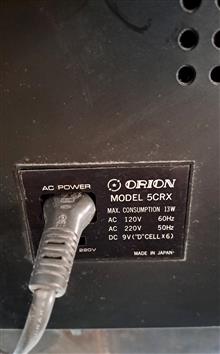 AC POWER
ORION
MODEL 5CRX
MAX. CONSUMPTION 13W
AC 120V 60Hz
AC 220V 50Hz
DC 9V ("D" CELL X 6)
220V
MADE IN JAPAN